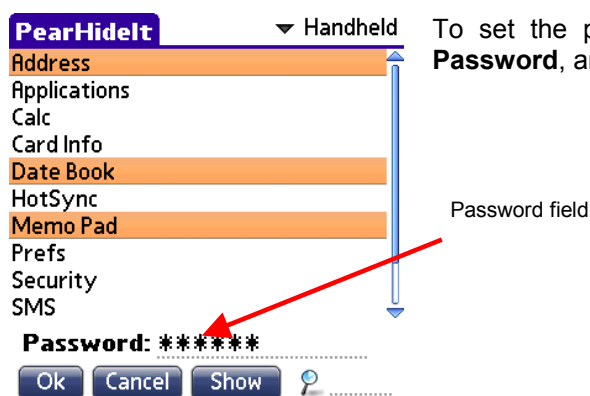 PearHideIt
Handheld
Address
Applications
Calc
Card Info
Date Book
HotSync
Memo Pad
Prefs
Security
SMS
Password: ******
Ok Cancel Show
To set the
Password,
Password field